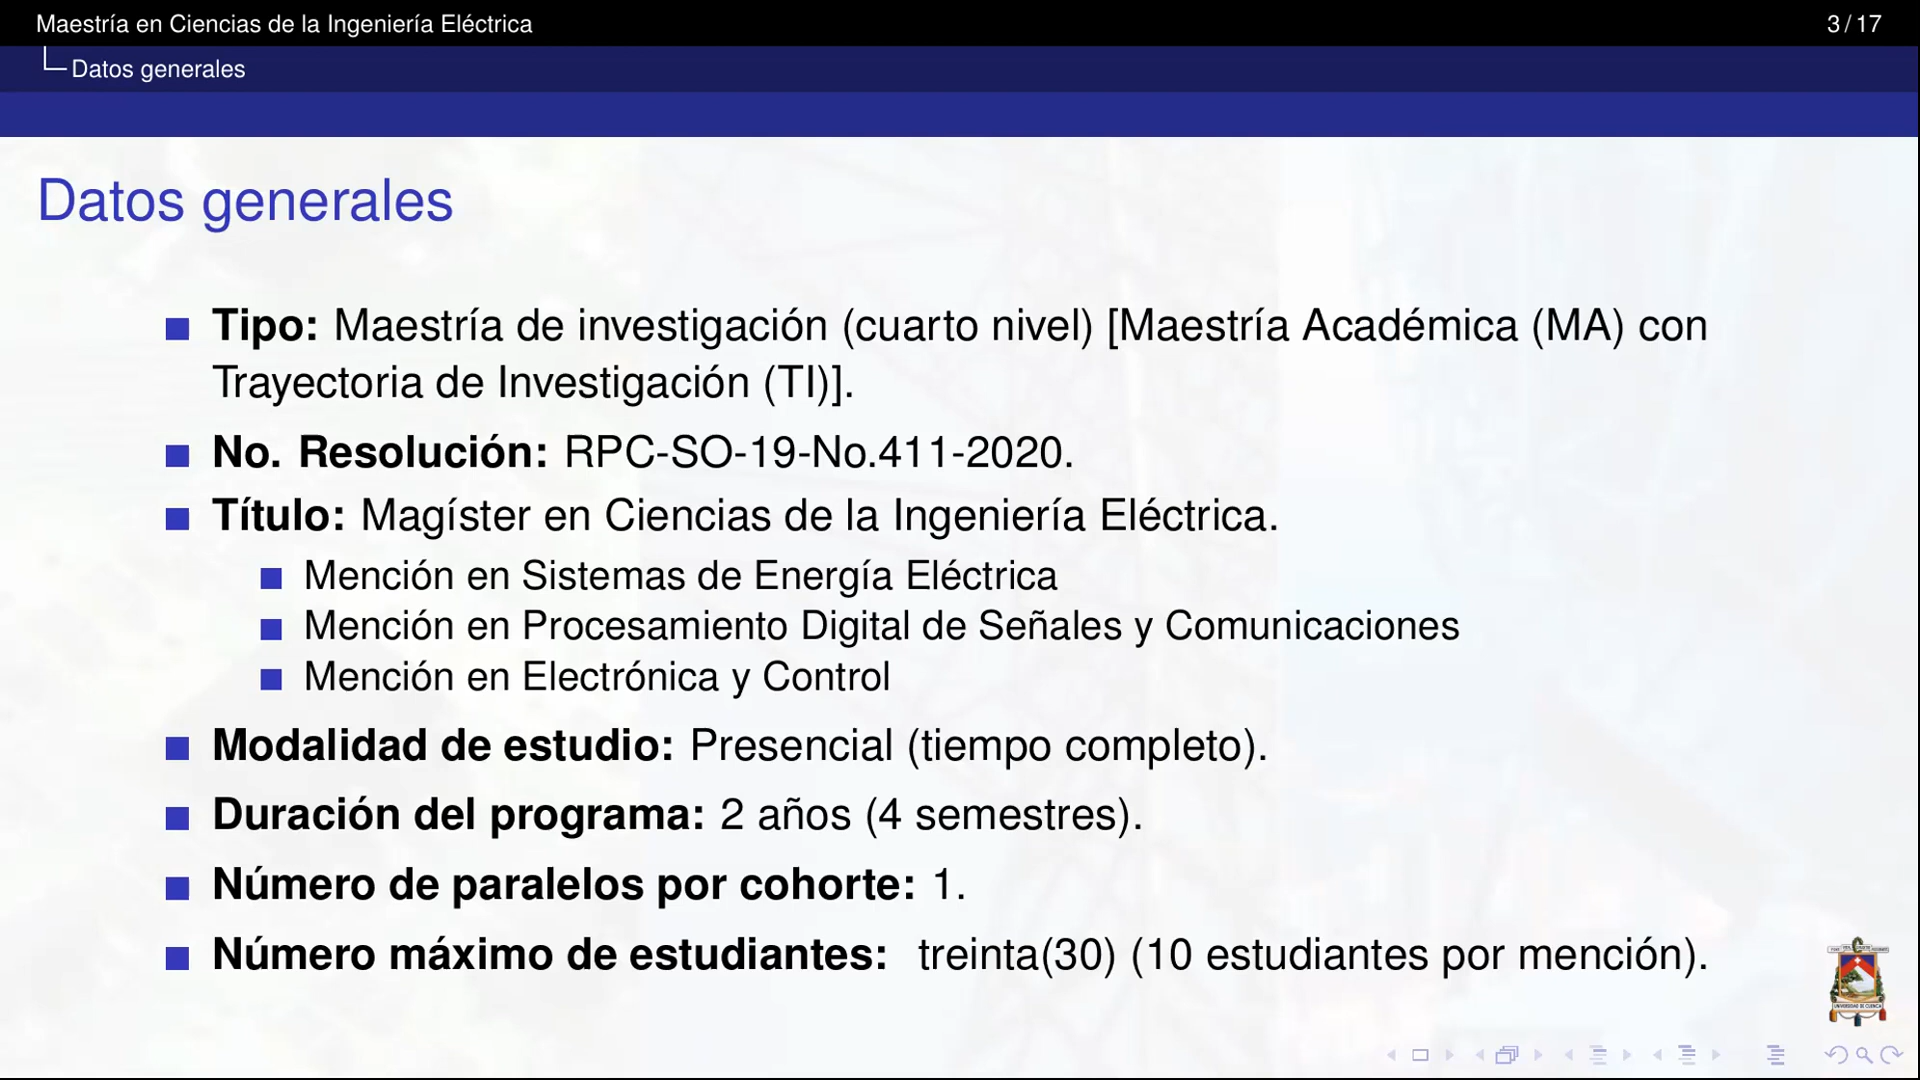 Maestría en Ciencias de la Ingeniería Eléctrica
3 / 17
Datos generales
Datos generales
Tipo: Maestría de investigación (cuarto nivel) [Maestría Académica (MA) con
Trayectoria de Investigación (TI)].
No. Resolución: RPC-SO-19-No.411-2020.
Título: Magíster en Ciencias de la Ingeniería Eléctrica.
Mención en Sistemas de Energía Eléctrica
Mención en Procesamiento Digital de Señales y Comunicaciones
Mención en Electrónica y Control
Modalidad de estudio: Presencial (tiempo completo).
Duración del programa: 2 años (4 semestres).
Número de paralelos por cohorte: 1.
Número máximo de estudiantes: treinta(30) (10 estudiantes por mención).
UNIVERSIDAD DE CUENCA